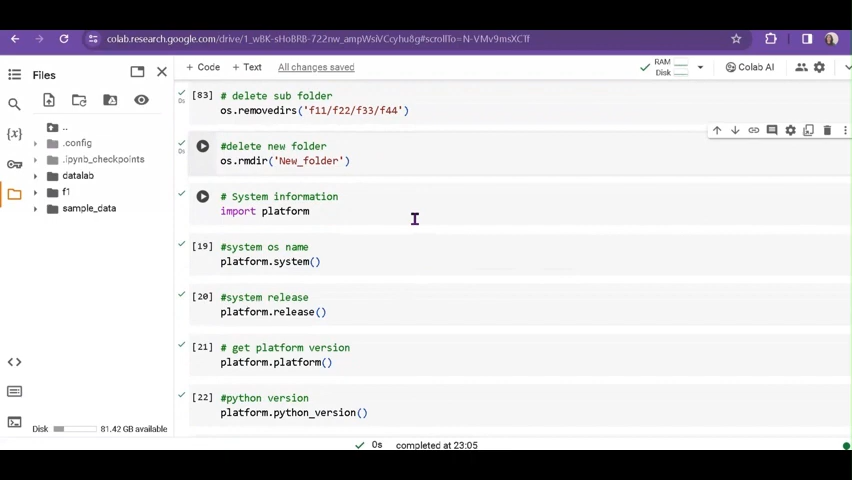 colab.research.google.com/drive/1_wBK-sHoBRB-722nw_ampWsiVCcyhu8g#scrollTo=N-VMv9msXCTf
Files
+ Code
+ Text
All changes saved
RAM
Disk
Colab AI
..
.config
.ipynb_checkpoints
datalab
f1
sample_data
[83] # delete sub folder
0s
os.removedirs('f11/f22/f33/f44')
#delete new folder
0s
os.rmdir('New_folder')
# System information
import platform
[19] #system os name
platform.system()
[20] #system release
platform.release()
[21] # get platform version
platform.platform()
[22] #python version
platform.python_version()
Disk
81.42 GB available
0s completed at 23:05